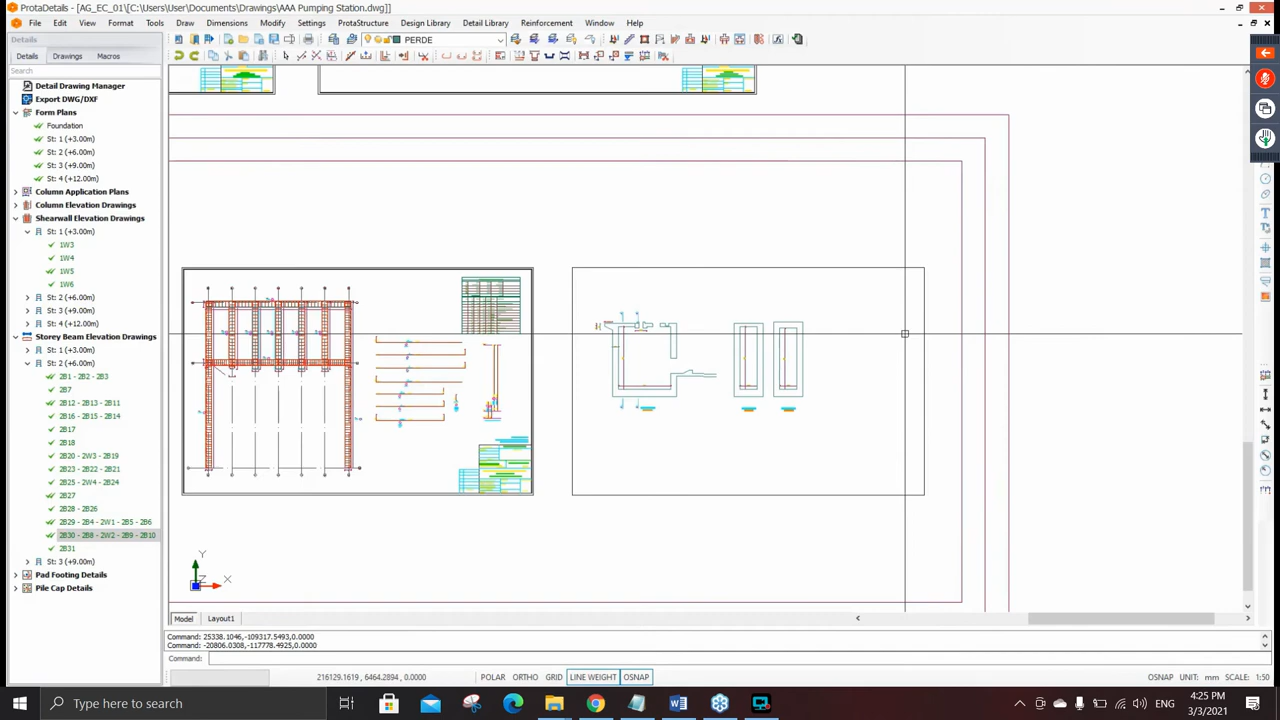 ProtaDetails - [AG_EC_01\[C:\Users\User\Documents\Drawings\AAA Pumping Station.dwg]]
File Edit View Format Tools Draw Dimensions Modify Settings ProtaStructure Design Library Detail Library Reinforcement Window Help
Details
PERDE
Details Drawings Macros
Search
Detail Drawing Manager
Export DWG/DXF
Form Plans
Foundation
St: 1 (+3.00m)
St: 2 (+6.00m)
St: 3 (+9.00m)
St: 4 (+12.00m)
Column Application Plans
Column Elevation Drawings
Shearwall Elevation Drawings
St: 1 (+3.00m)
1W3
1W4
1W5
1W6
St: 2 (+6.00m)
St: 3 (+9.00m)
St: 4 (+12.00m)
Storey Beam Elevation Drawings
St: 1 (+3.00m)
St: 2 (+6.00m)
2B1 - 2B2 - 2B3
2B7
2B12 - 2B13 - 2B11
2B16 - 2B15 - 2B14
2B17
2B18
2B20 - 2W3 - 2B19
2B23 - 2B22 - 2B21
2B25 - 2W4 - 2B24
2B27
2B28 - 2B26
2B29 - 2B4 - 2W1 - 2B5 - 2B6
2B30 - 2B8 - 2W2 - 2B9 - 2B10
2B31
St: 3 (+9.00m)
Pad Footing Details
Pile Cap Details
Y
Z X
Model Layout1
Command: 25338.1046,-109317.5493,0.0000
Command: -20806.0308,-117778.4925,0.0000
Command:
216129.1619 , 6464.2894 , 0.0000 POLAR ORTHO GRID LINE WEIGHT OSNAP OSNAP UNIT: mm SCALE: 1:50
Type here to search
ENG
4:25 PM
3/3/2021